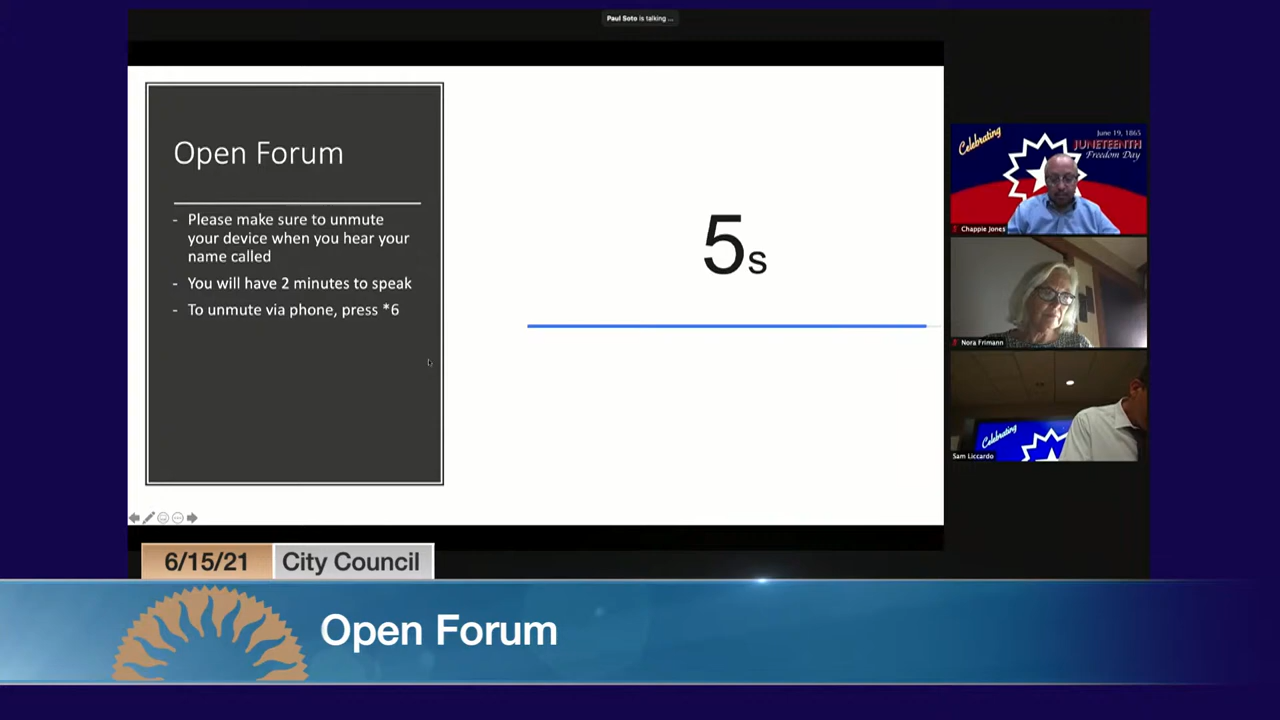 Paul Soto is talking ...
Open Forum
- Please make sure to unmute
your device when you hear your
name called
- You will have 2 minutes to speak
- To unmute via phone, press *6
5s
Celebrating
June 19, 1865
JUNETEENTH
Freedom Day
Chappie Jones
Nora Frimann
Celebrating
Sam Liccardo
6/15/21
City Council
Open Forum